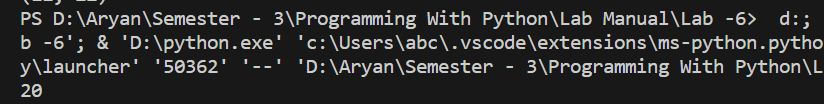 PS D:\Aryan\Semester - 3\Programming With Python\Lab Manual\Lab -6>  d:;
b -6'; & 'D:\python.exe' 'c:\Users\abc\.vscode\extensions\ms-python.pytho
y\launcher' '50362' '--' 'D:\Aryan\Semester - 3\Programming With Python\L
20